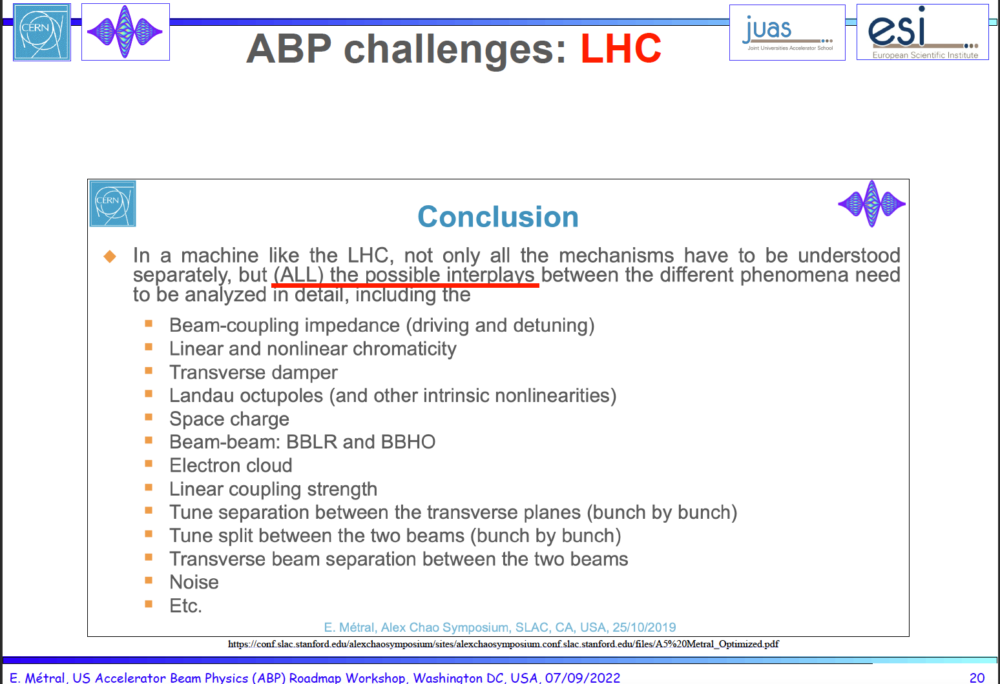 CERN
ABP challenges: LHC
juas
Joint Universities Accelerator School
esi
European Scientific Institute
CERN
Conclusion
In a machine like the LHC, not only all the mechanisms have to be understood
separately, but (ALL) the possible interplays between the different phenomena need
to be analyzed in detail, including the
Beam-coupling impedance (driving and detuning)
Linear and nonlinear chromaticity
Transverse damper
Landau octupoles (and other intrinsic nonlinearities)
Space charge
Beam-beam: BBLR and BBHO
Electron cloud
Linear coupling strength
Tune separation between the transverse planes (bunch by bunch)
Tune split between the two beams (bunch by bunch)
Transverse beam separation between the two beams
Noise
Etc.
E. Métral, Alex Chao Symposium, SLAC, CA, USA, 25/10/2019
https://conf.slac.stanford.edu/alexchaosymposium/sites/alexchaosymposium.conf.slac.stanford.edu/files/A5%20Metral_Optimized.pdf
E. Métral, US Accelerator Beam Physics (ABP) Roadmap Workshop, Washington DC, USA, 07/09/2022
20